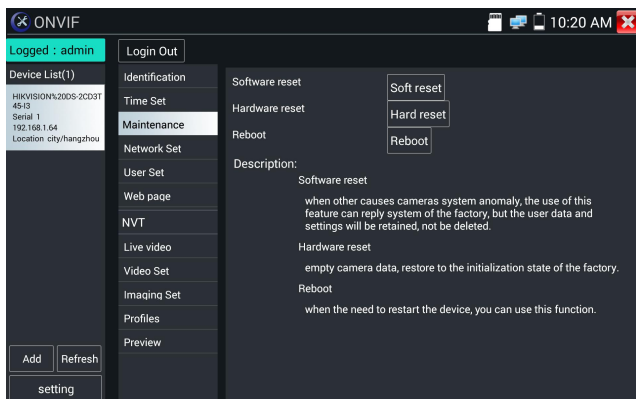 ONVIF
10:20 AM
Logged : admin
Login Out
Device List(1)
HIKVISION%20DS-2CD3T
45-I3
Serial 1
192.168.1.64
Location city/hangzhou
Add
Refresh
setting
Identification
Time Set
Maintenance
Network Set
User Set
Web page
NVT
Live video
Video Set
Imaging Set
Profiles
Preview
Software reset
Soft reset
Hardware reset
Hard reset
Reboot
Reboot
Description:
Software reset
when other causes cameras system anomaly, the use of this
feature can reply system of the factory, but the user data and
settings will be retained, not be deleted.
Hardware reset
empty camera data, restore to the initialization state of the factory.
Reboot
when the need to restart the device, you can use this function.